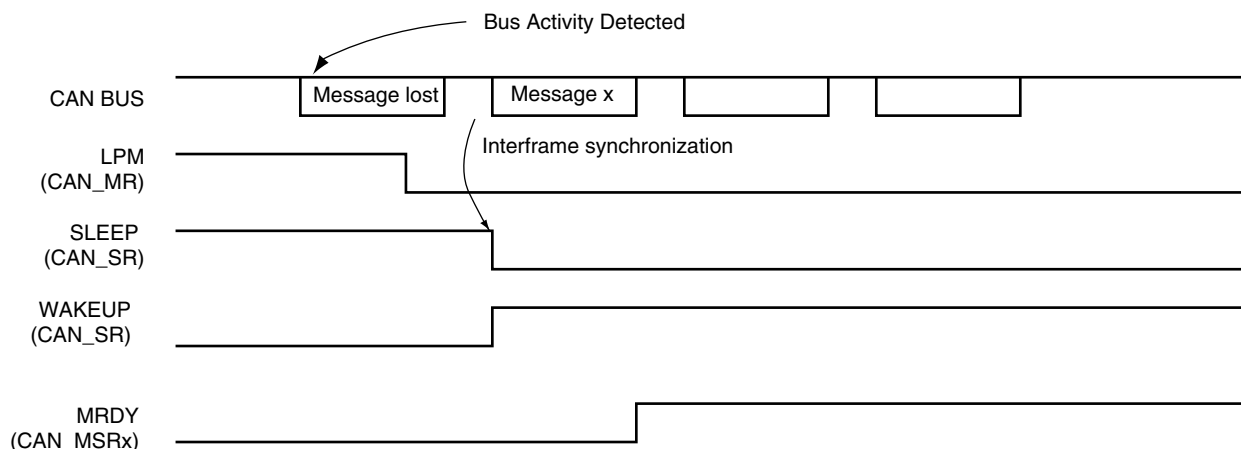 Bus Activity Detected
CAN BUS
Message lost
Message x
Interframe synchronization
LPM
(CAN_MR)
SLEEP
(CAN_SR)
WAKEUP
(CAN_SR)
MRDY
(CAN_MSRx)